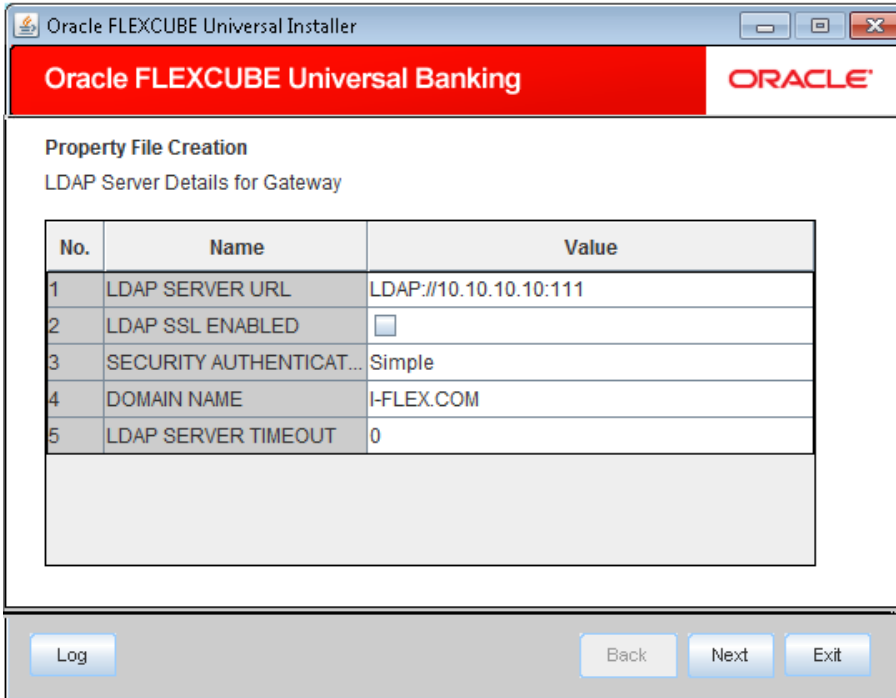 Oracle FLEXCUBE Universal Installer
Oracle FLEXCUBE Universal Banking
ORACLE
Property File Creation
LDAP Server Details for Gateway
No. Name Value
1 LDAP SERVER URL LDAP://10.10.10.10:111
2 LDAP SSL ENABLED
3 SECURITY AUTHENTICAT... Simple
4 DOMAIN NAME I-FLEX.COM
5 LDAP SERVER TIMEOUT 0
Log Back Next Exit